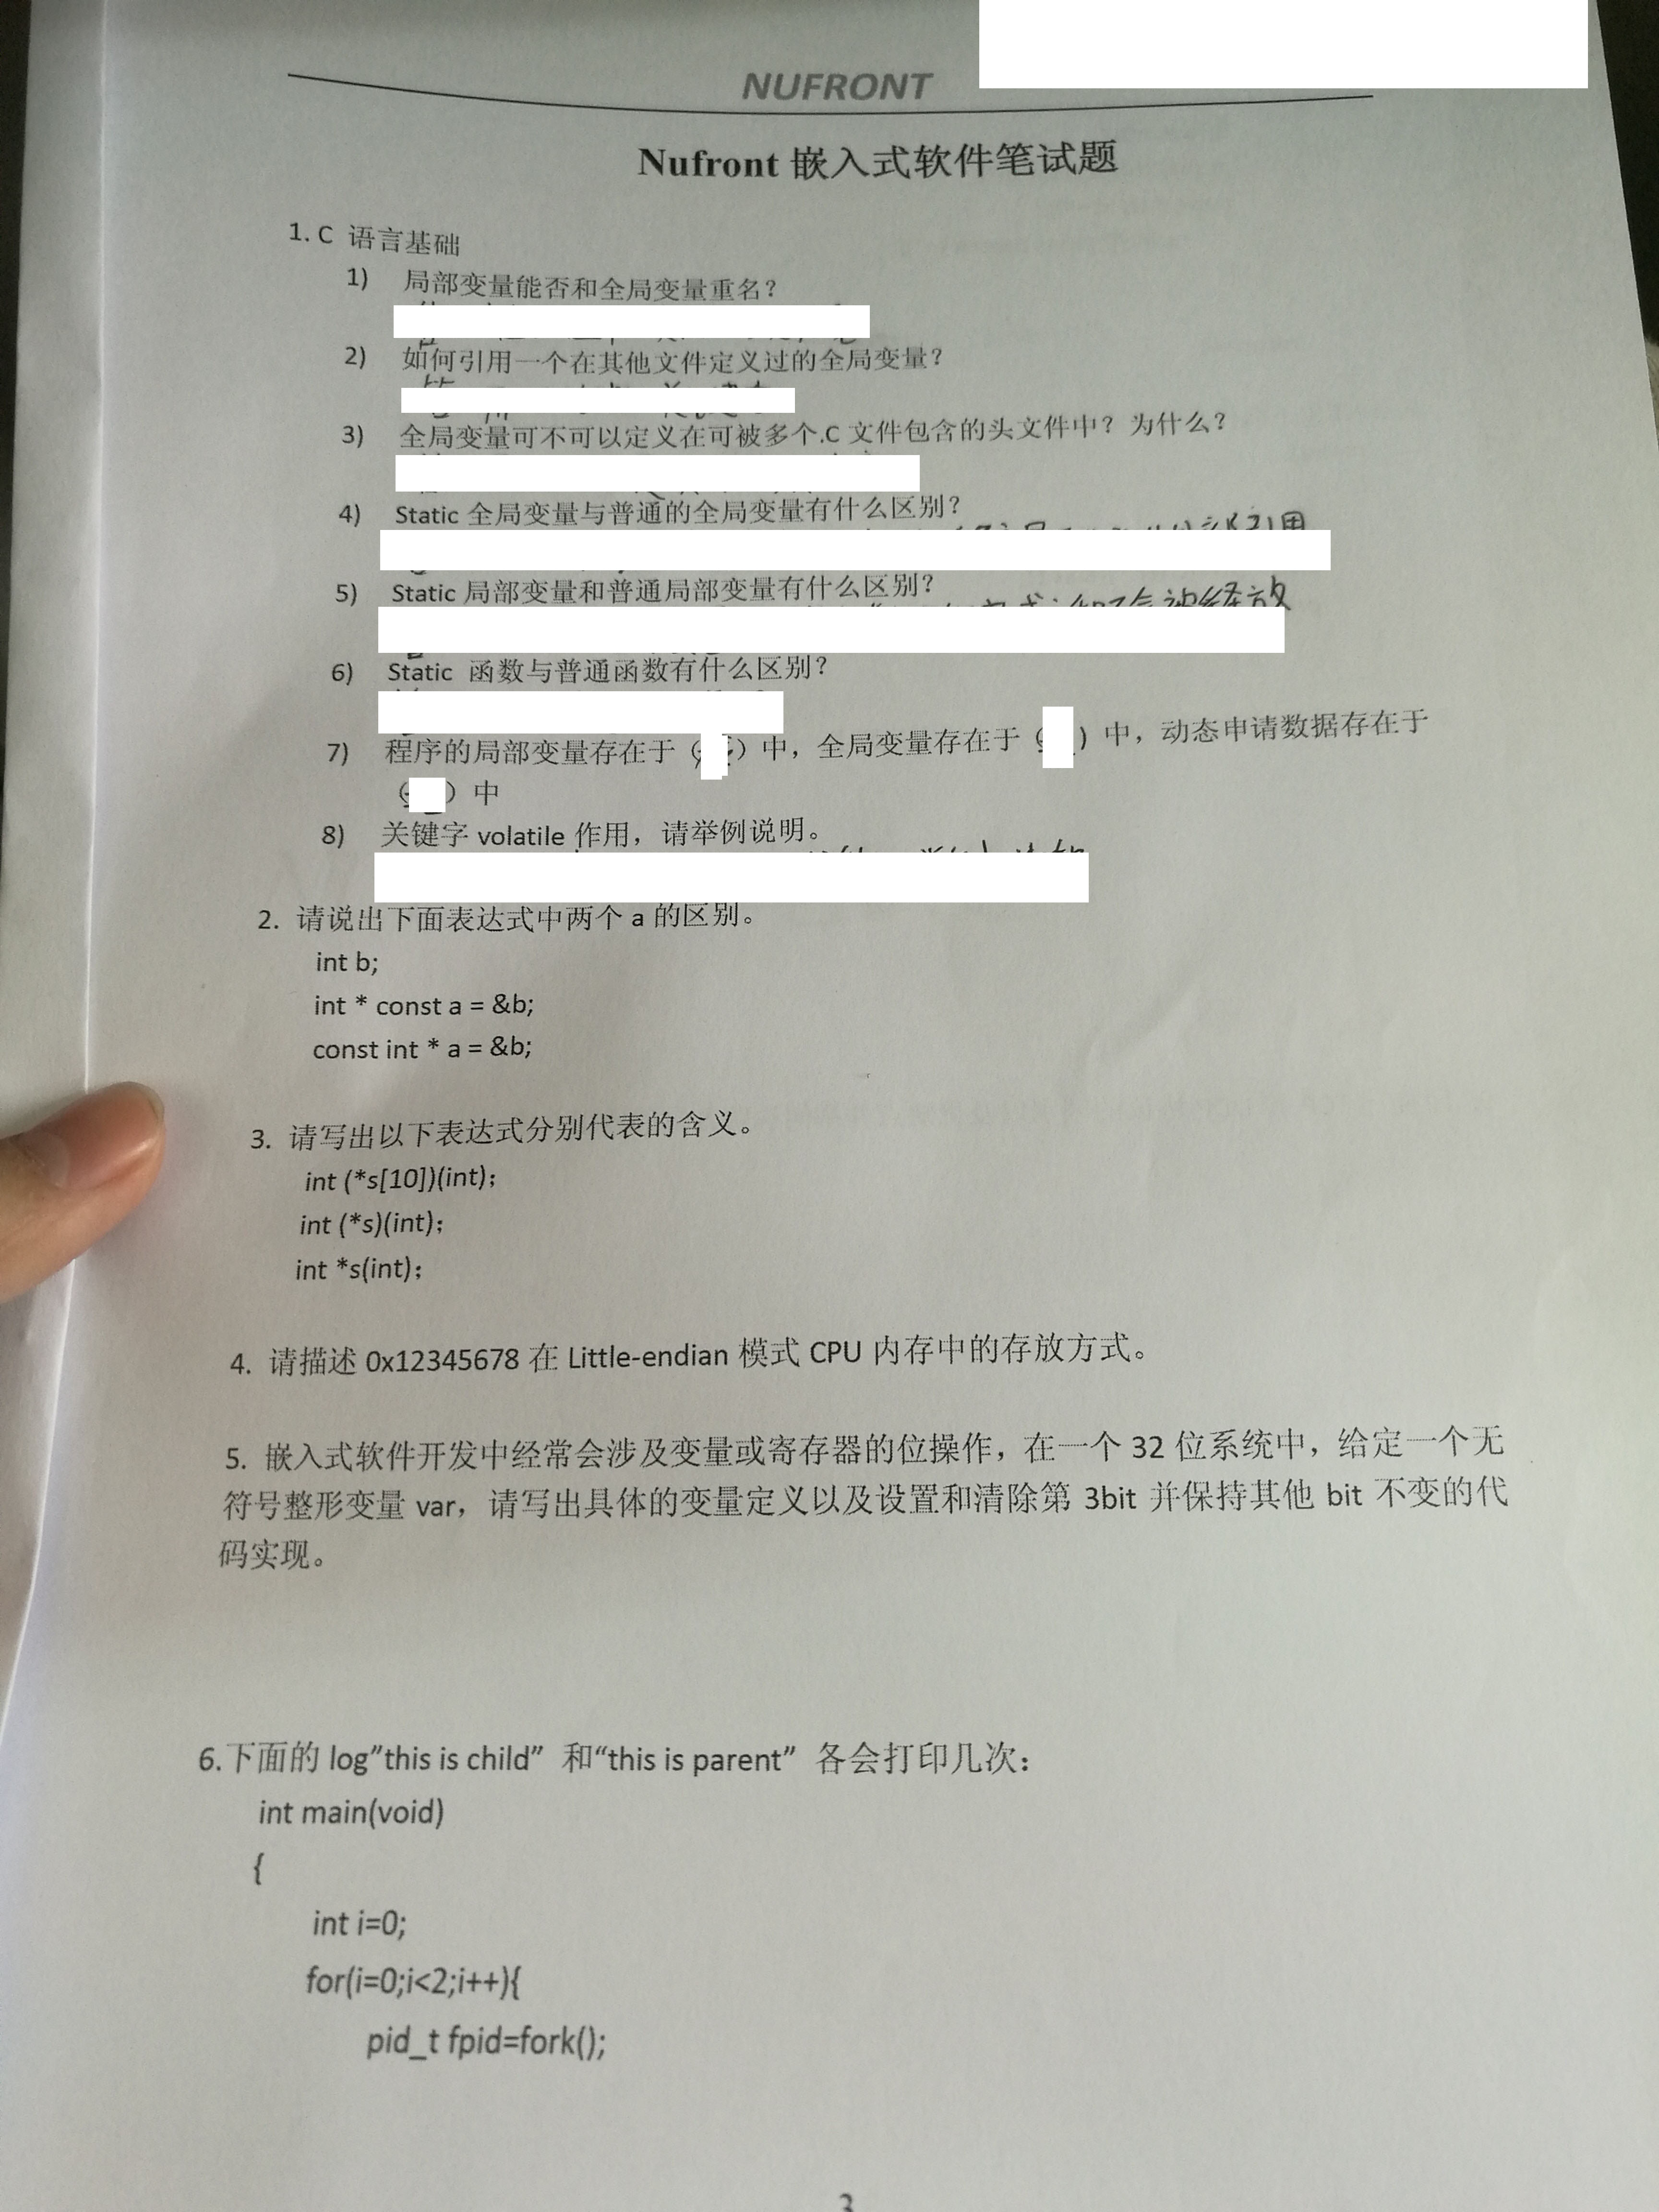 NUFRONT
Nufront 嵌入式软件笔试题
1. C 语言基础
1) 局部变量能否和全局变量重名？
2) 如何引用一个在其他文件定义过的全局变量？
3) 全局变量可不可以定义在可被多个.C 文件包含的头文件中？为什么？
4) Static 全局变量与普通的全局变量有什么区别？
5) Static 局部变量和普通局部变量有什么区别？
6) Static 函数与普通函数有什么区别？
7) 程序的局部变量存在于（）中，全局变量存在于（）中，动态申请数据存在于
（）中
8) 关键字 volatile 作用，请举例说明。
2. 请说出下面表达式中两个 a 的区别。
int b;
int * const a = &b;
const int * a = &b;
3. 请写出以下表达式分别代表的含义。
int (*s[10])(int);
int (*s)(int);
int *s(int);
4. 请描述 0x12345678 在 Little-endian 模式 CPU 内存中的存放方式。
5. 嵌入式软件开发中经常会涉及变量或寄存器的位操作，在一个 32 位系统中，给定一个无
符号整形变量 var，请写出具体的变量定义以及设置和清除第 3bit 并保持其他 bit 不变的代
码实现。
6.下面的 log”this is child” 和“this is parent” 各会打印几次：
int main(void)
{
int i=0;
for(i=0;i<2;i++){
pid_t fpid=fork();
3